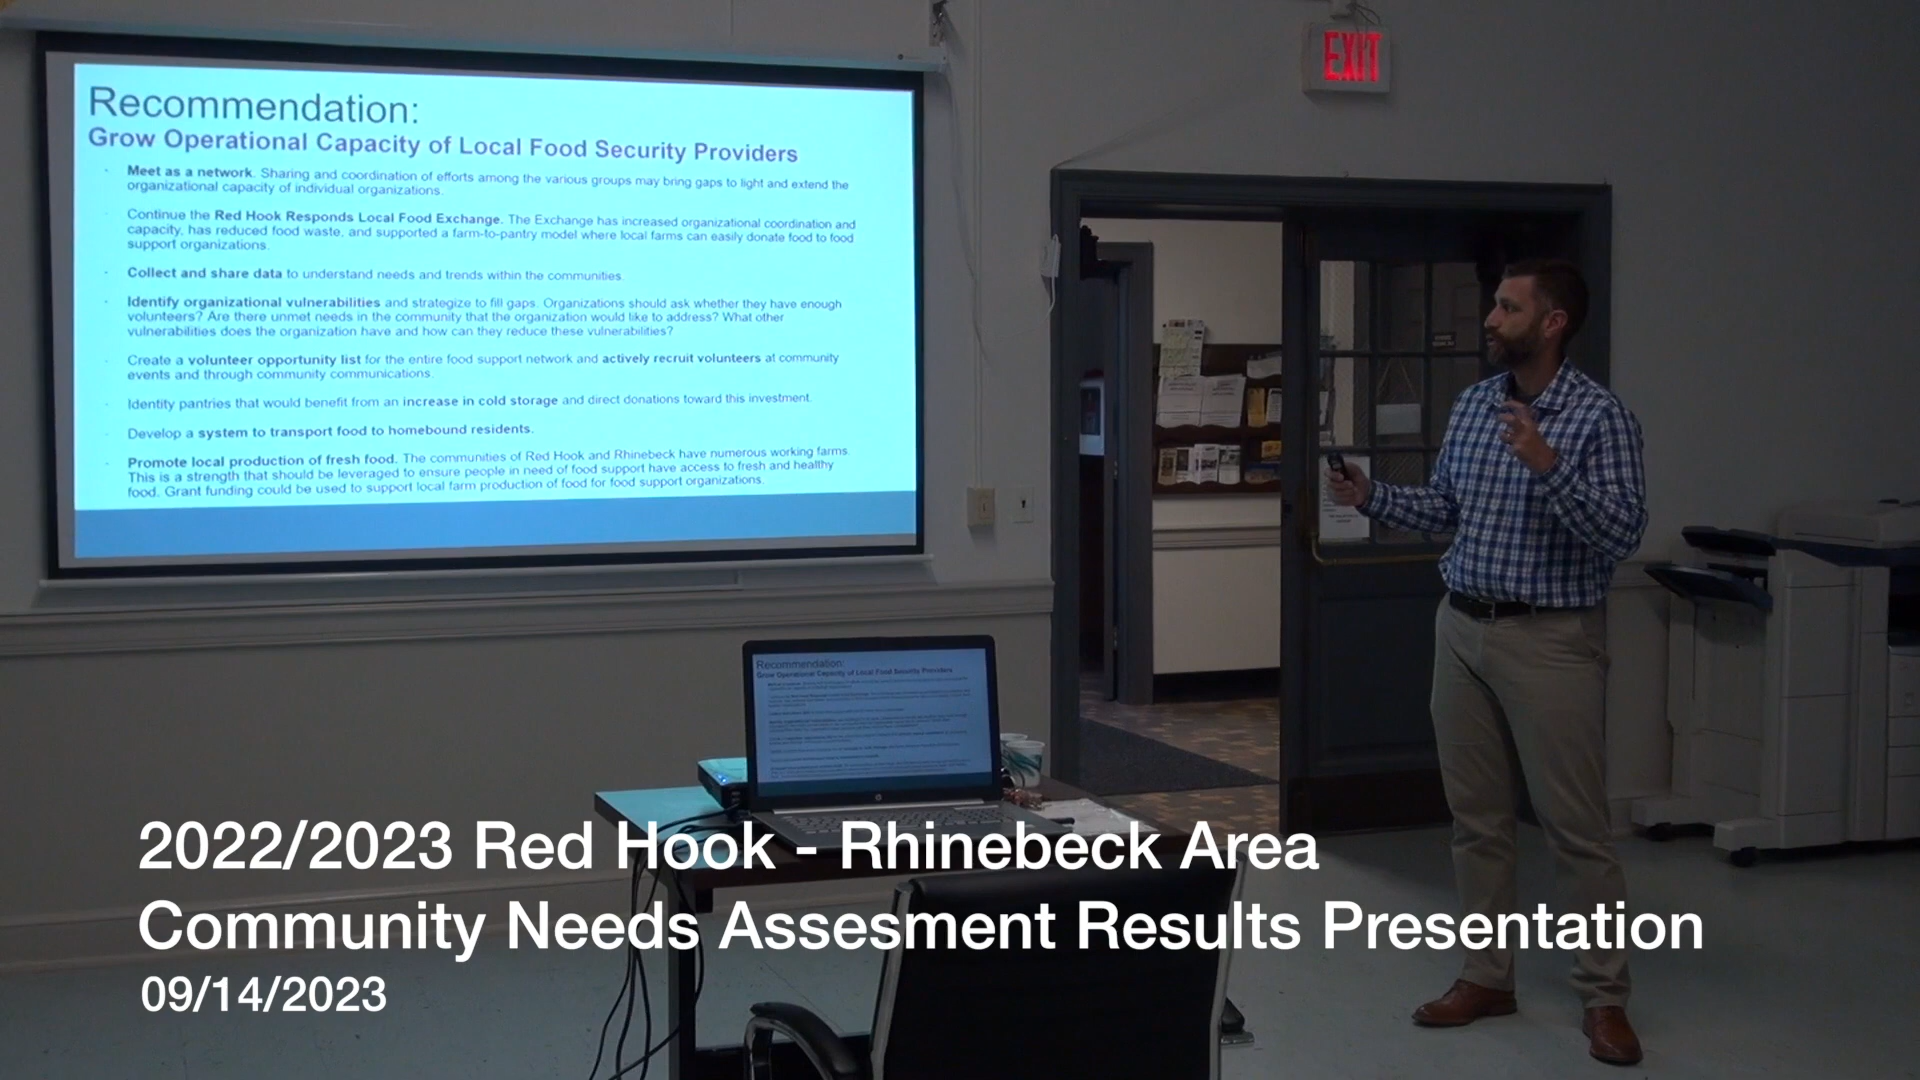 EXIT
Recommendation:
Grow Operational Capacity of Local Food Security Providers
· Meet as a network. Sharing and coordination of efforts among the various groups may bring gaps to light and extend the
organizational capacity of individual organizations.
· Continue the Red Hook Responds Local Food Exchange. The Exchange has increased organizational coordination and
capacity, has reduced food waste, and supported a farm-to-pantry model where local farms can easily donate food to food
support organizations.
· Collect and share data to understand needs and trends within the communities.
· Identify organizational vulnerabilities and strategize to fill gaps. Organizations should ask whether they have enough
volunteers? Are there unmet needs in the community that the organization would like to address? What other
vulnerabilities does the organization have and how can they reduce these vulnerabilities?
· Create a volunteer opportunity list for the entire food support network and actively recruit volunteers at community
events and through community communications.
· Identity pantries that would benefit from an increase in cold storage and direct donations toward this investment.
· Develop a system to transport food to homebound residents.
· Promote local production of fresh food. The communities of Red Hook and Rhinebeck have numerous working farms.
This is a strength that should be leveraged to ensure people in need of food support have access to fresh and healthy
food. Grant funding could be used to support local farm production of food for food support organizations.
Recommendation:
Grow Operational Capacity of Local Food Security Providers
2022/2023 Red Hook - Rhinebeck Area
Community Needs Assesment Results Presentation
09/14/2023